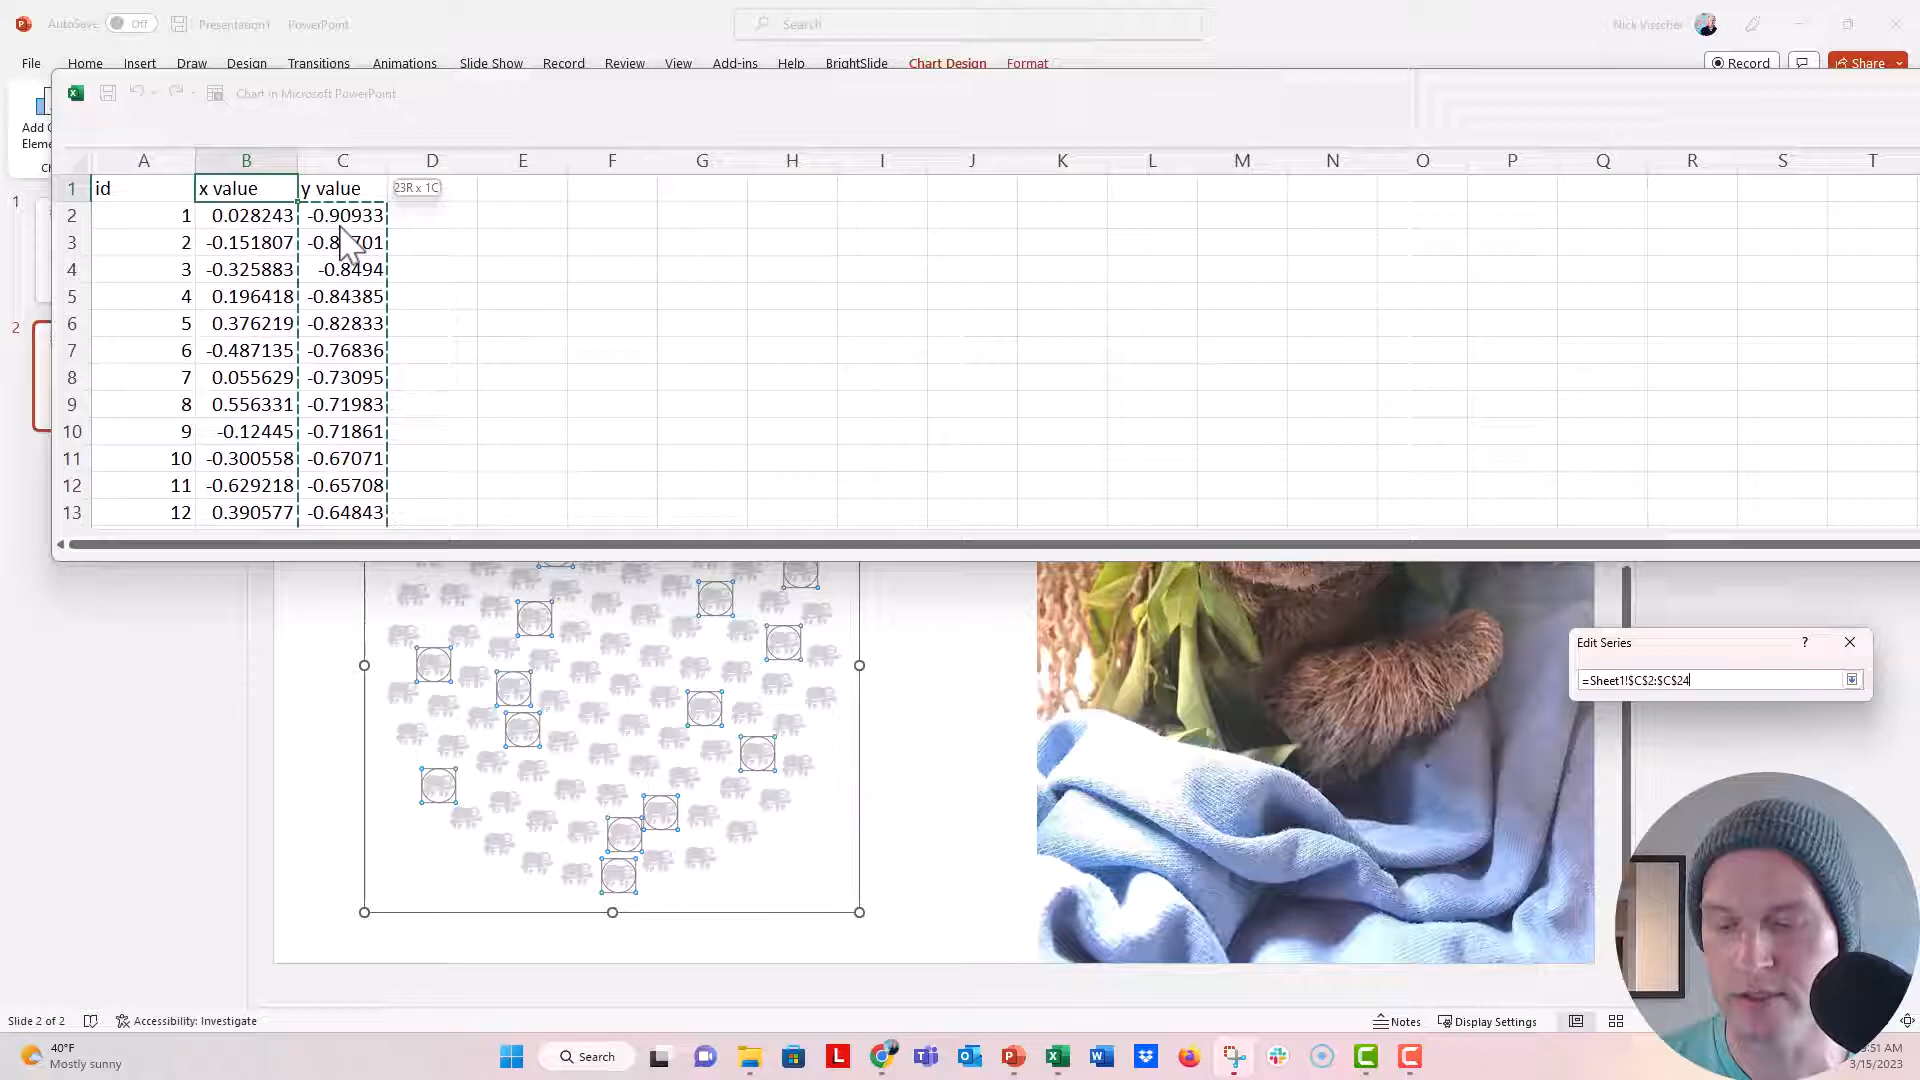 AutoSave Off Presentation1 PowerPoint Search Nick Visscher
File Home Insert Draw Design Transitions Animations Slide Show Record Review View Add-ins Help BrightSlide Chart Design Format Record Share
Chart in Microsoft PowerPoint
Add
Eleme
A B C D E F G H I J K L M N O P Q R S T
1 id x value y value 23R x 1C
2 1 0.028243 -0.90933
3 2 -0.151807
4 3 -0.325883 -0.8494
5 4 0.196418 -0.84385
6 5 0.376219 -0.82833
7 6 -0.487135 -0.76836
8 7 0.055629 -0.73095
9 8 0.556331 -0.71983
10 9 -0.12445 -0.71861
11 10 -0.300558 -0.67071
12 11 -0.629218 -0.65708
13 12 0.390577 -0.64843
1
2
Edit Series ?
=Sheet1!$C$2:$C$24
Slide 2 of 2 Accessibility: Investigate Notes Display Settings
40°F
Mostly sunny
Search
L
:51 AM
3/15/2023